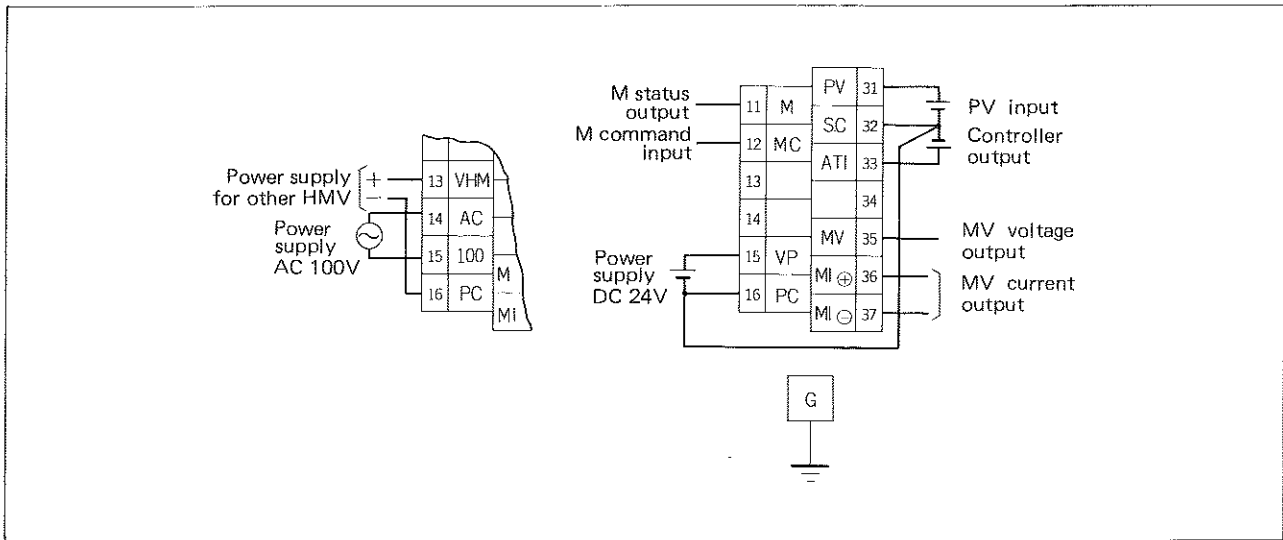 Power supply for other HMV
+
−
Power supply AC 100V
13 VHM
14 AC
15 100
16 PC
M
MI
M status output
M command input
Power supply DC 24V
11 M
12 MC
13
14
15 VP
16 PC
PV 31
SC 32
ATI 33
34
MV 35
MI ⊕ 36
MI ⊖ 37
PV input
Controller output
MV voltage output
MV current output
G